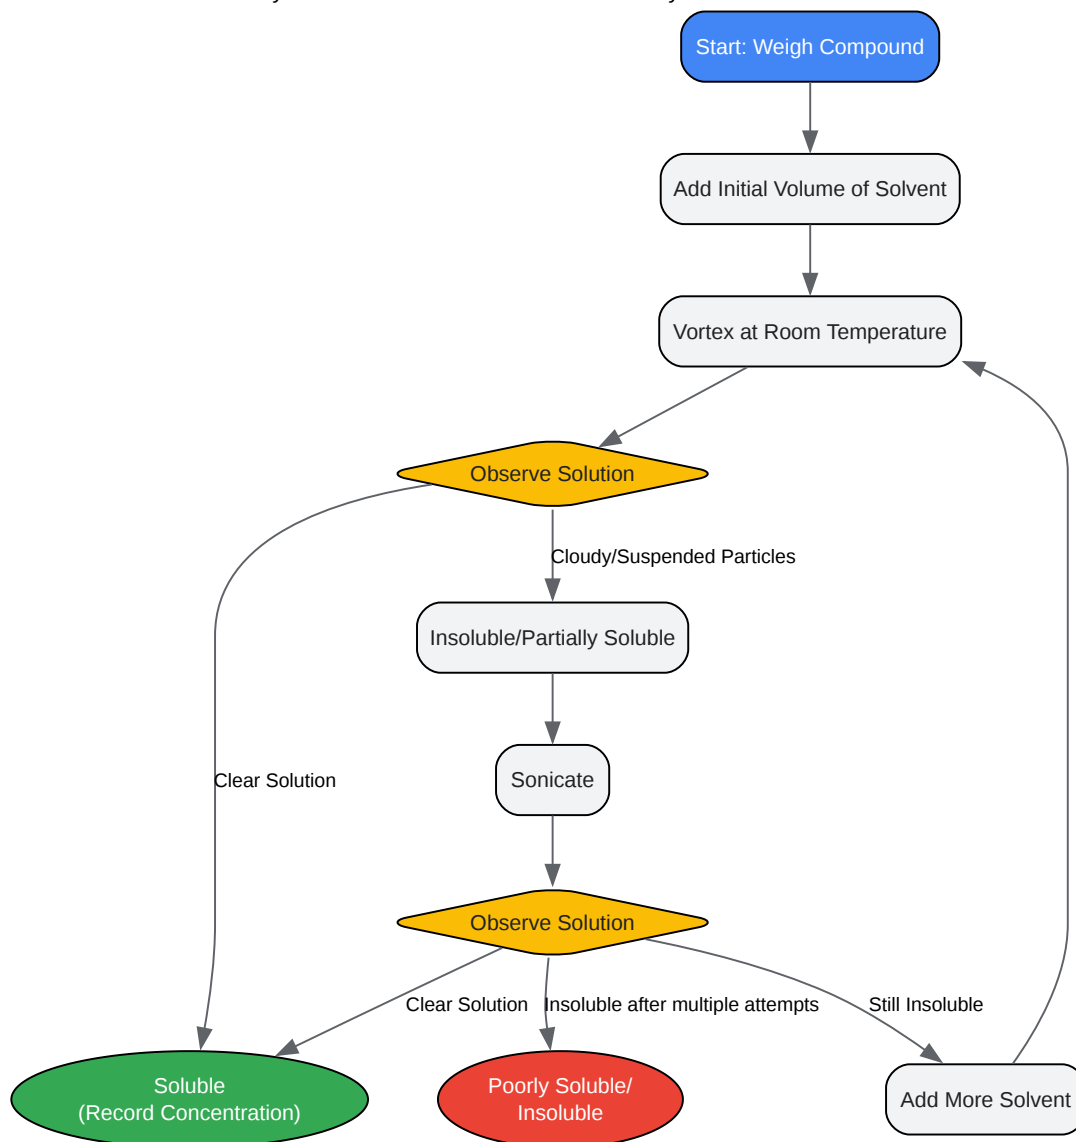 Start: Weigh Compound
Add Initial Volume of Solvent
Vortex at Room Temperature
Observe Solution
Cloudy/Suspended Particles
Insoluble/Partially Soluble
Clear Solution
Sonicate
Observe Solution
Clear Solution
Insoluble after multiple attempts
Still Insoluble
Soluble
(Record Concentration)
Poorly Soluble/
Insoluble
Add More Solvent